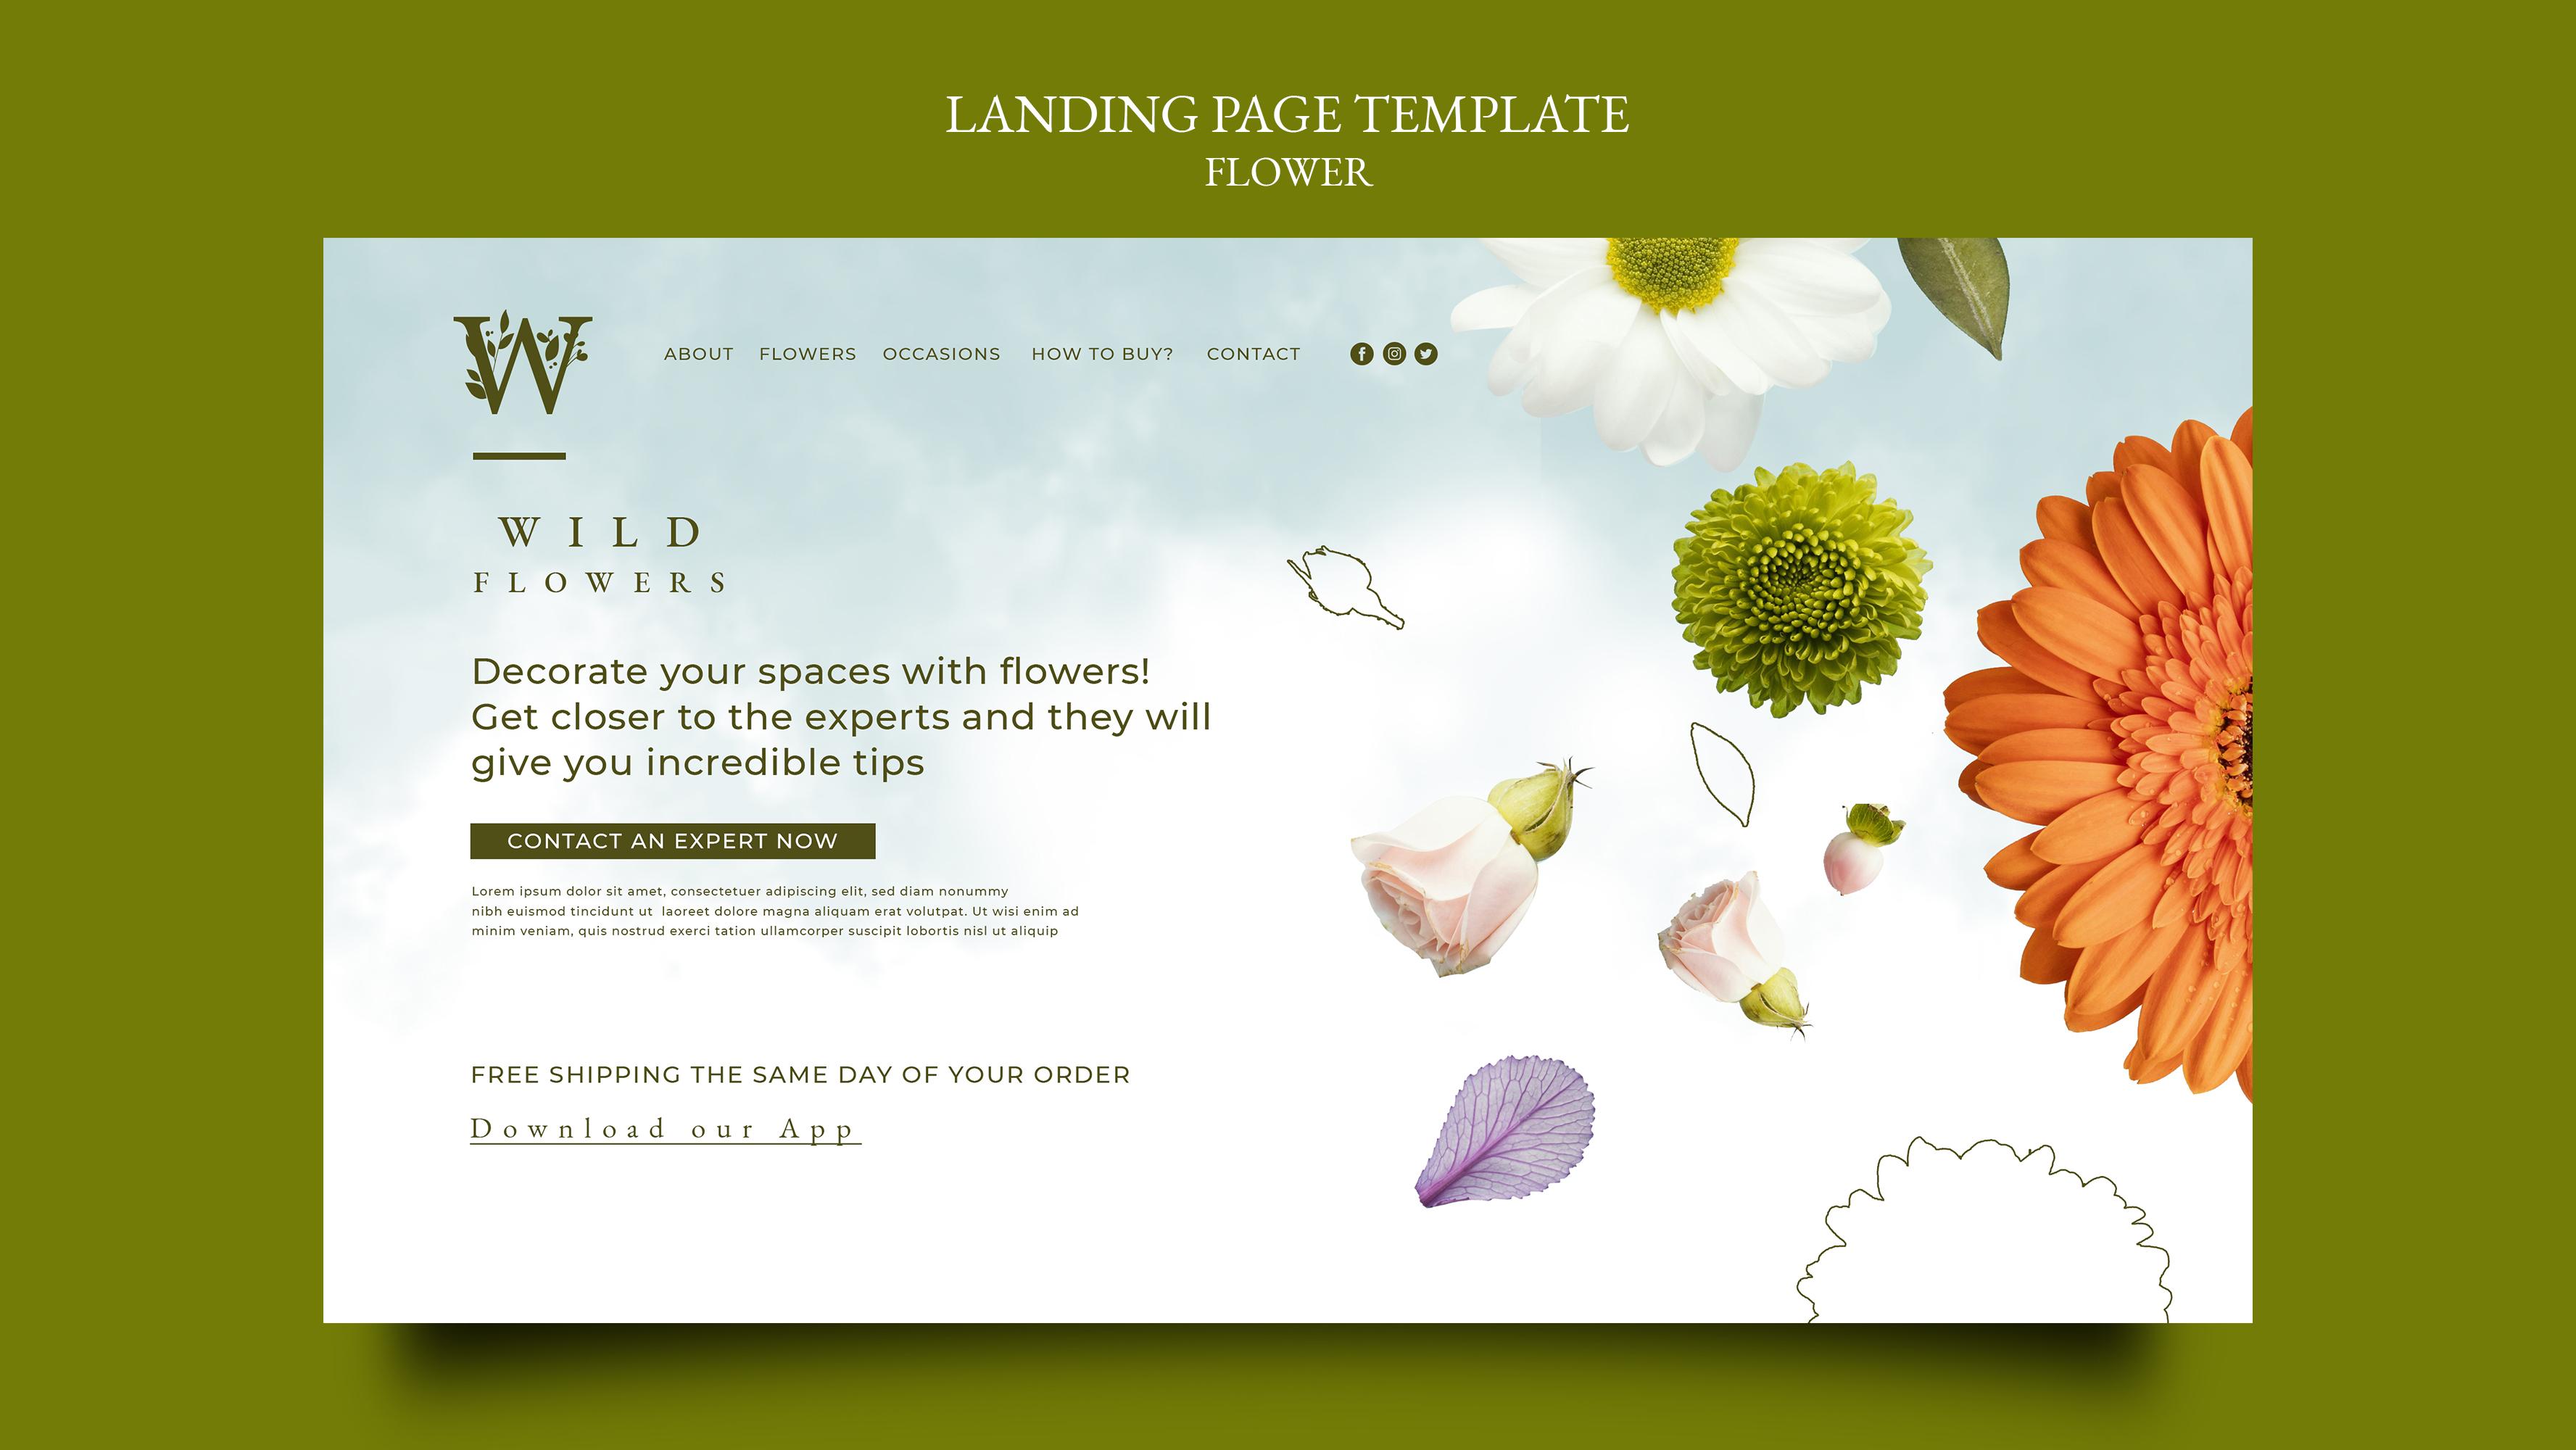 LANDING PAGE TEMPLATE
FLOWER
W
ABOUT FLOWERS OCCASIONS HOW TO BUY? CONTACT
WILD
FLOWERS
Decorate your spaces with flowers!
Get closer to the experts and they will
give you incredible tips
CONTACT AN EXPERT NOW
Lorem ipsum dolor sit amet, consectetuer adipiscing elit, sed diam nonummy
nibh euismod tincidunt ut laoreet dolore magna aliquam erat volutpat. Ut wisi enim ad
minim veniam, quis nostrud exerci tation ullamcorper suscipit lobortis nisl ut aliquip
FREE SHIPPING THE SAME DAY OF YOUR ORDER
Download our App